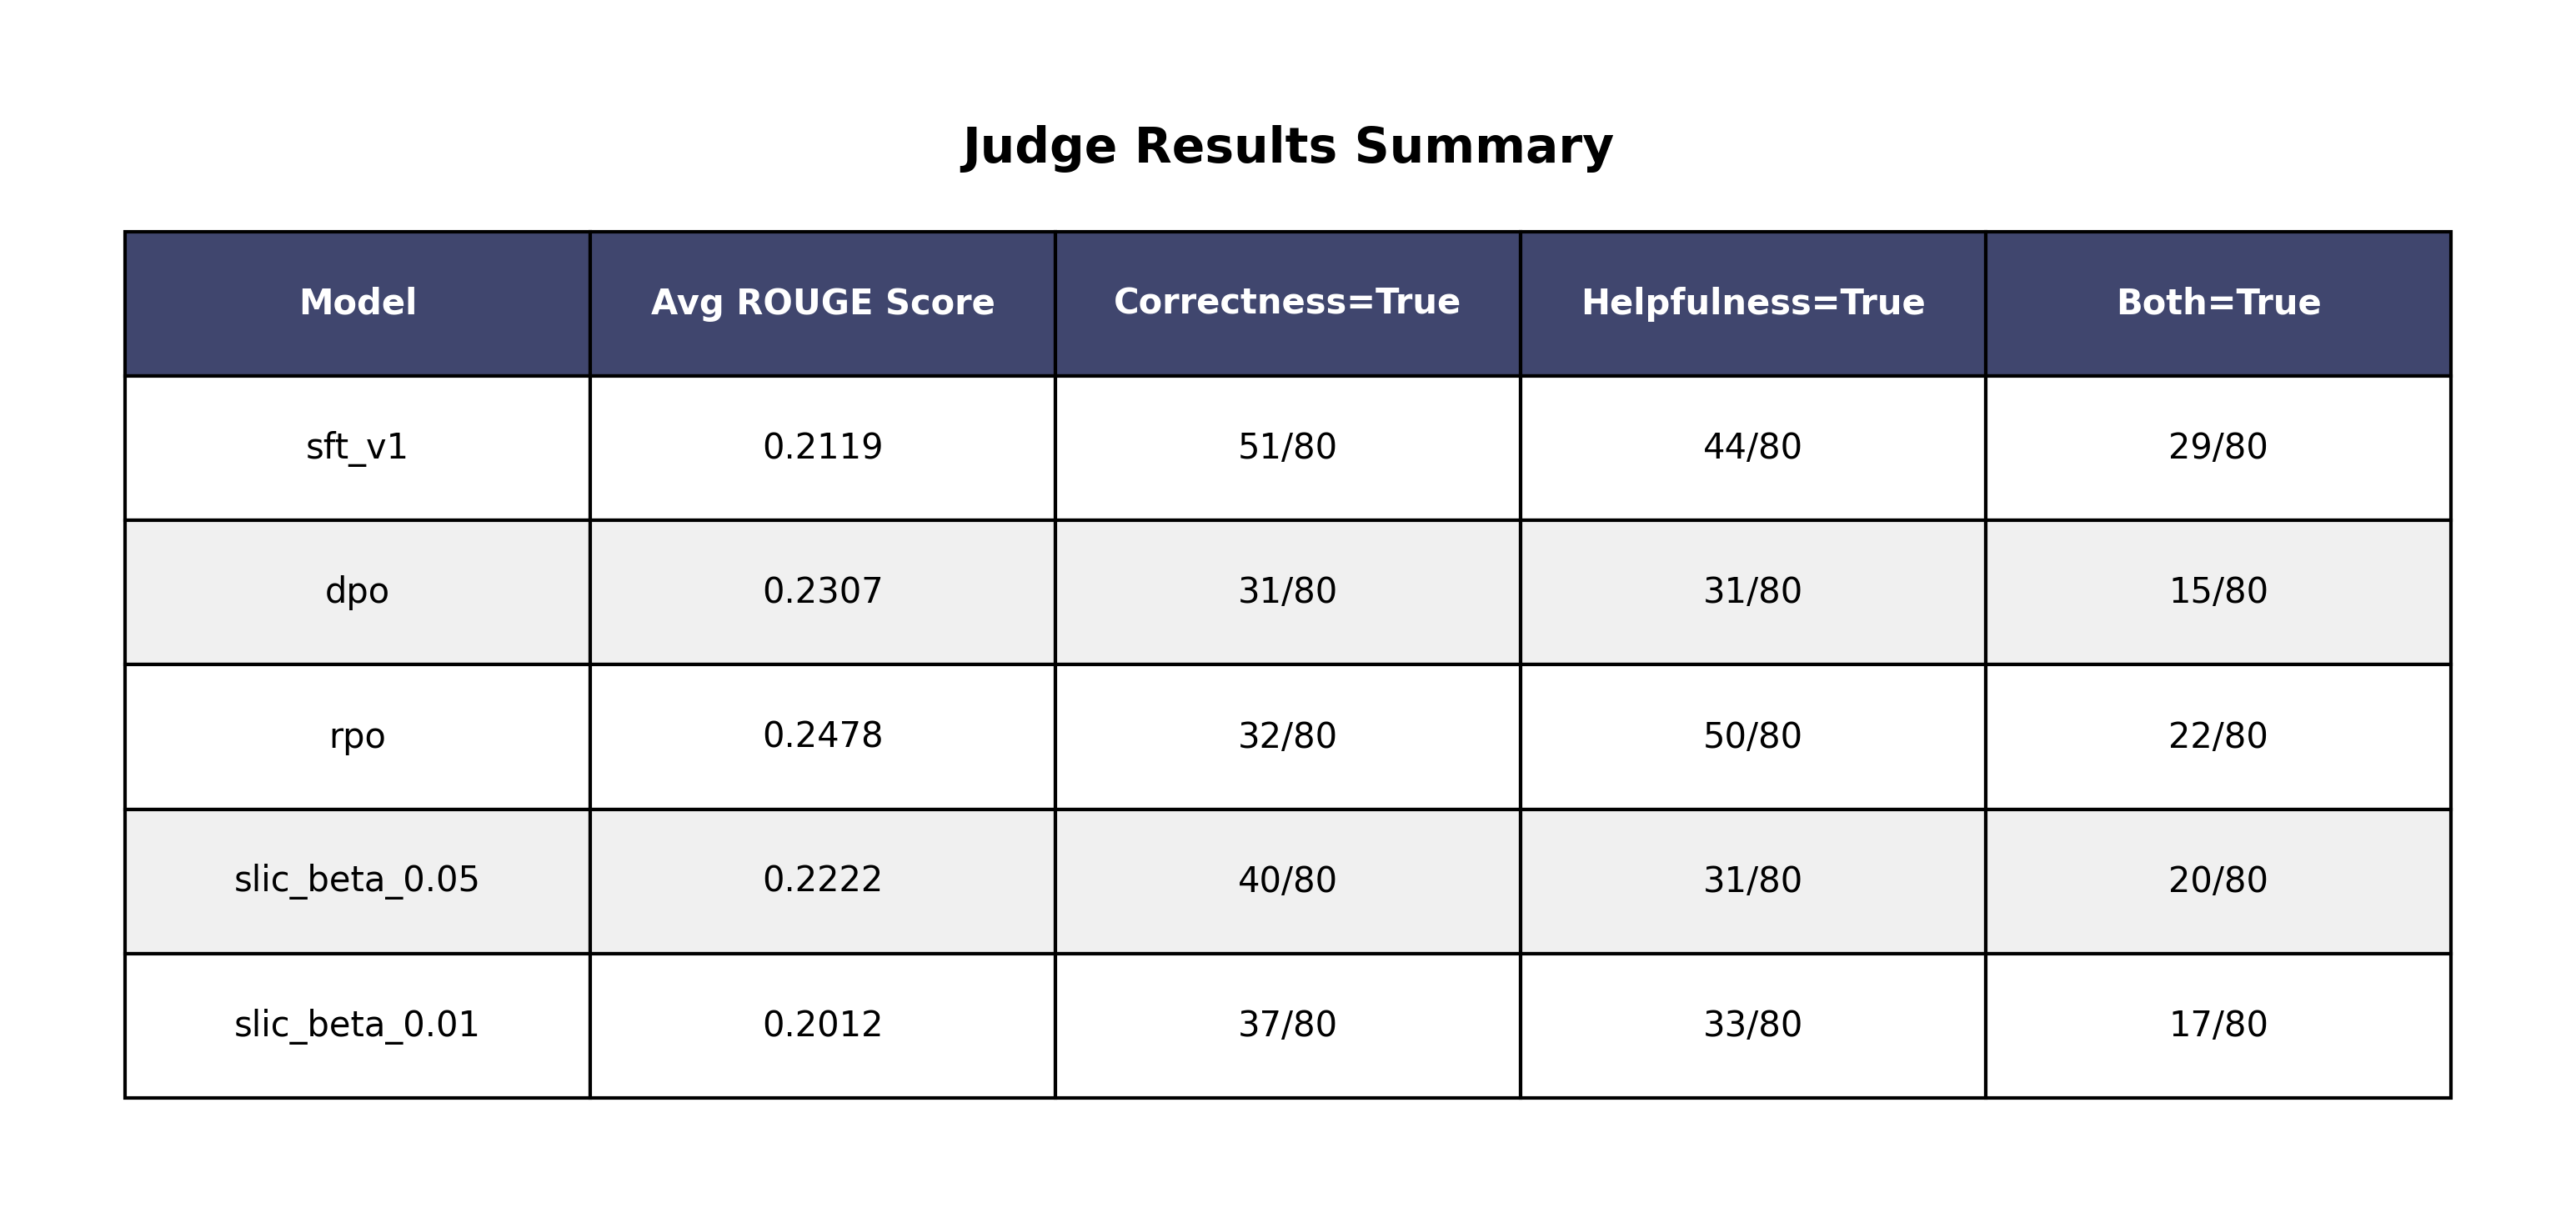 Judge Results Summary
Model Avg ROUGE Score Correctness=True Helpfulness=True Both=True
sft_v1 0.2119 51/80 44/80 29/80
dpo 0.2307 31/80 31/80 15/80
rpo 0.2478 32/80 50/80 22/80
slic_beta_0.05 0.2222 40/80 31/80 20/80
slic_beta_0.01 0.2012 37/80 33/80 17/80